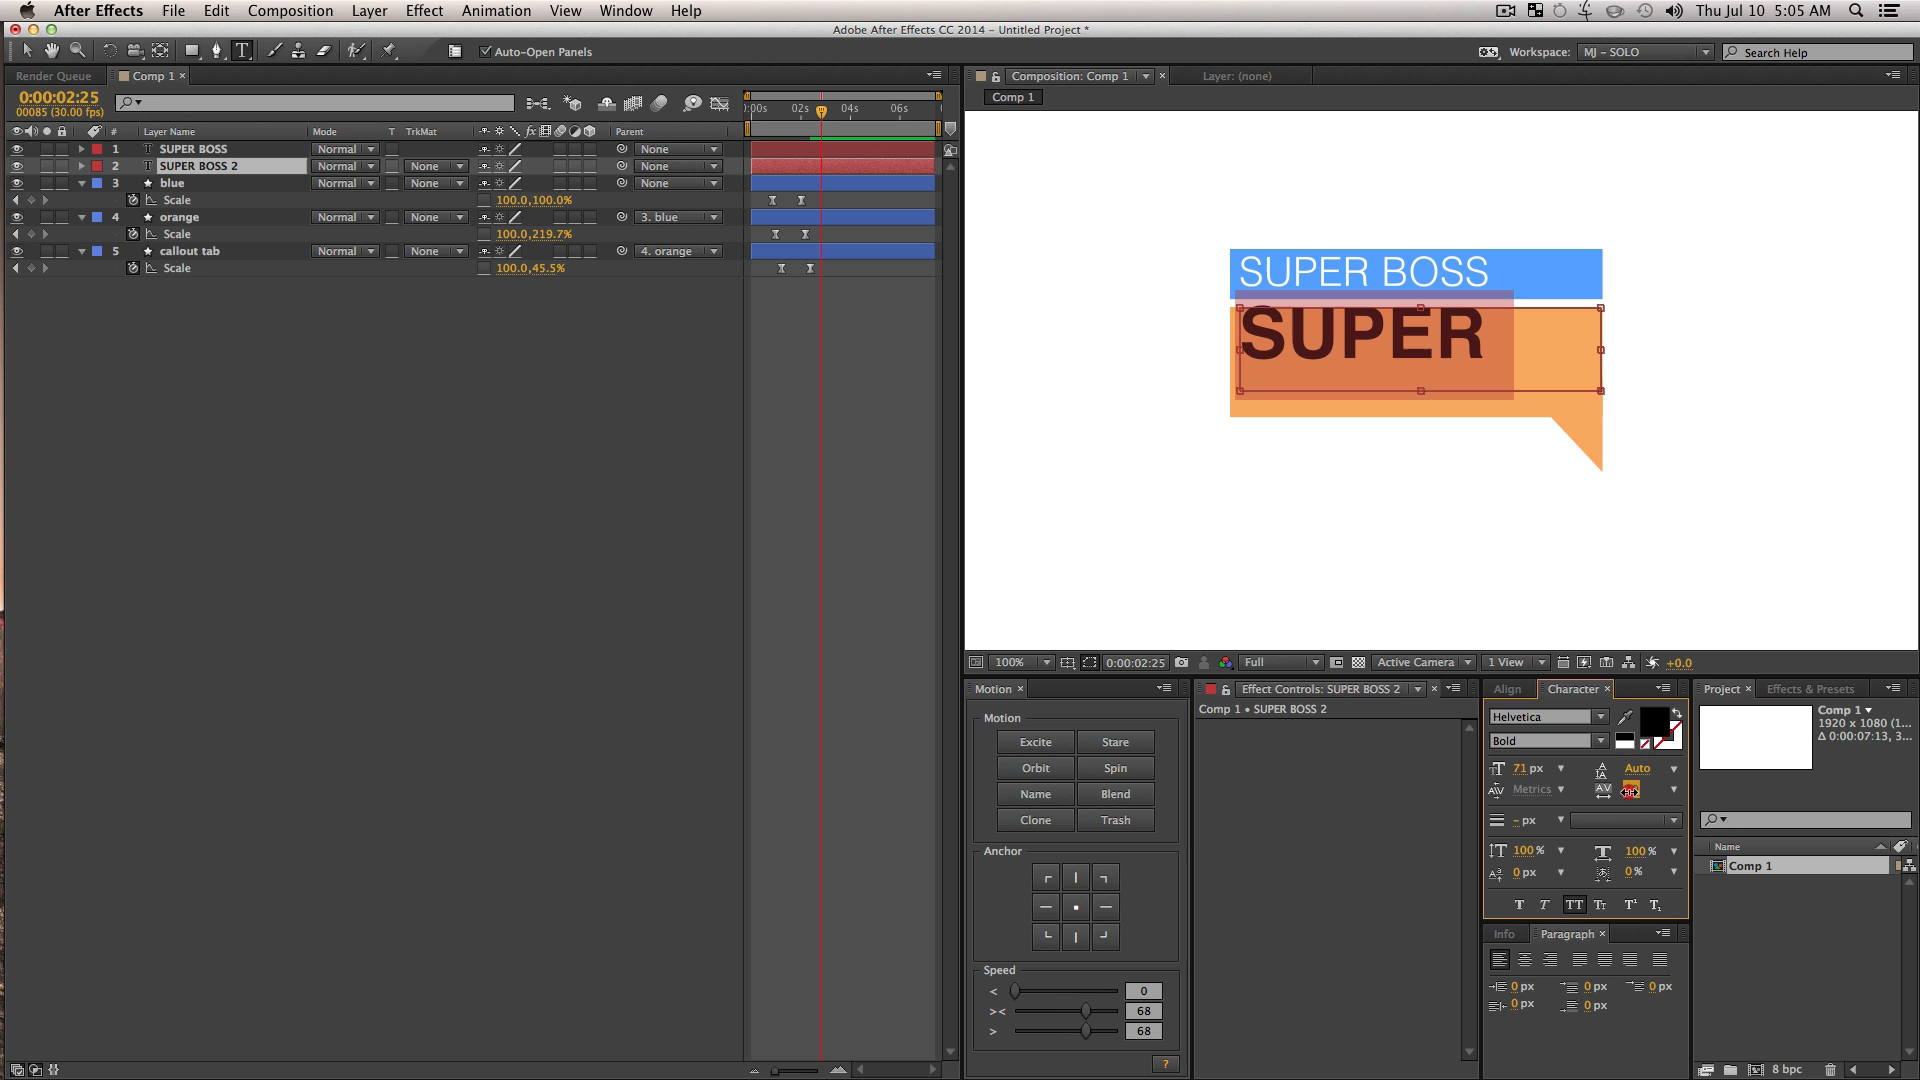 After Effects File Edit Composition Layer Effect Animation View Window Help
Thu Jul 10 5:05 AM
Adobe After Effects CC 2014 – Untitled Project *
Auto-Open Panels
Workspace: MJ – SOLO
Search Help
Render Queue
Comp 1 ×
Composition: Comp 1 ×
Layer: (none)
0:00:02:25
00085 (30.00 fps)
02s 04s 06s
Comp 1
# Layer Name Mode T TrkMat fx Parent
1 T SUPER BOSS Normal None
2 T SUPER BOSS 2 Normal None None
3 blue Normal None None
Scale 100.0,100.0%
4 orange Normal None 3. blue
Scale 100.0,219.7%
5 callout tab Normal None 4. orange
Scale 100.0,45.5%
SUPER BOSS
SUPER
100% 0:00:02:25 Full Active Camera 1 View +0.0
Motion ×
Motion
Excite Stare
Orbit Spin
Name Blend
Clone Trash
Anchor
Speed
< 0
>< 68
> 68
?
Effect Controls: SUPER BOSS 2 ×
Comp 1 • SUPER BOSS 2
Align Character ×
Helvetica
Bold
71 px Auto
Metrics
– px
100 % 100 %
0 px 0 %
T T TT Tt T¹ T₁
Info Paragraph ×
0 px 0 px 0 px
0 px 0 px
Project × Effects & Presets
Comp 1
1920 x 1080 (1...
Δ 0:00:07:13, 3...
Name
Comp 1
8 bpc